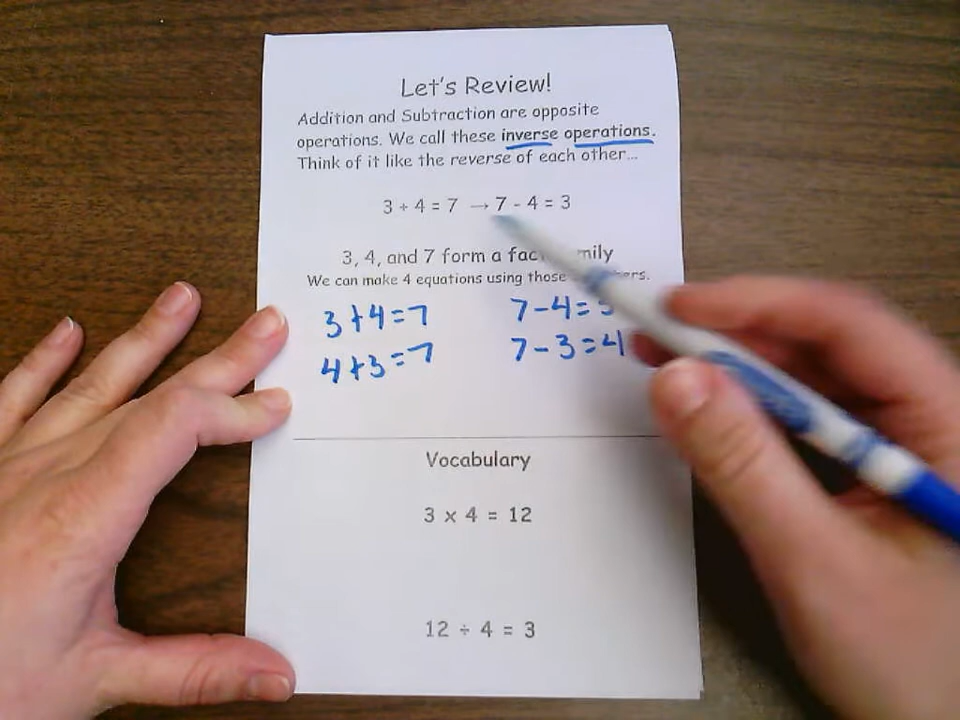 Let's Review!
Addition and Subtraction are opposite
operations. We call these inverse operations.
Think of it like the reverse of each other...
3 + 4 = 7 → 7 - 4 = 3
3, 4, and 7 form a
We can make 4 equations using those
3+4=7 7-4=
4+3=7 7-3=4
Vocabulary
3 x 4 = 12
12 ÷ 4 = 3